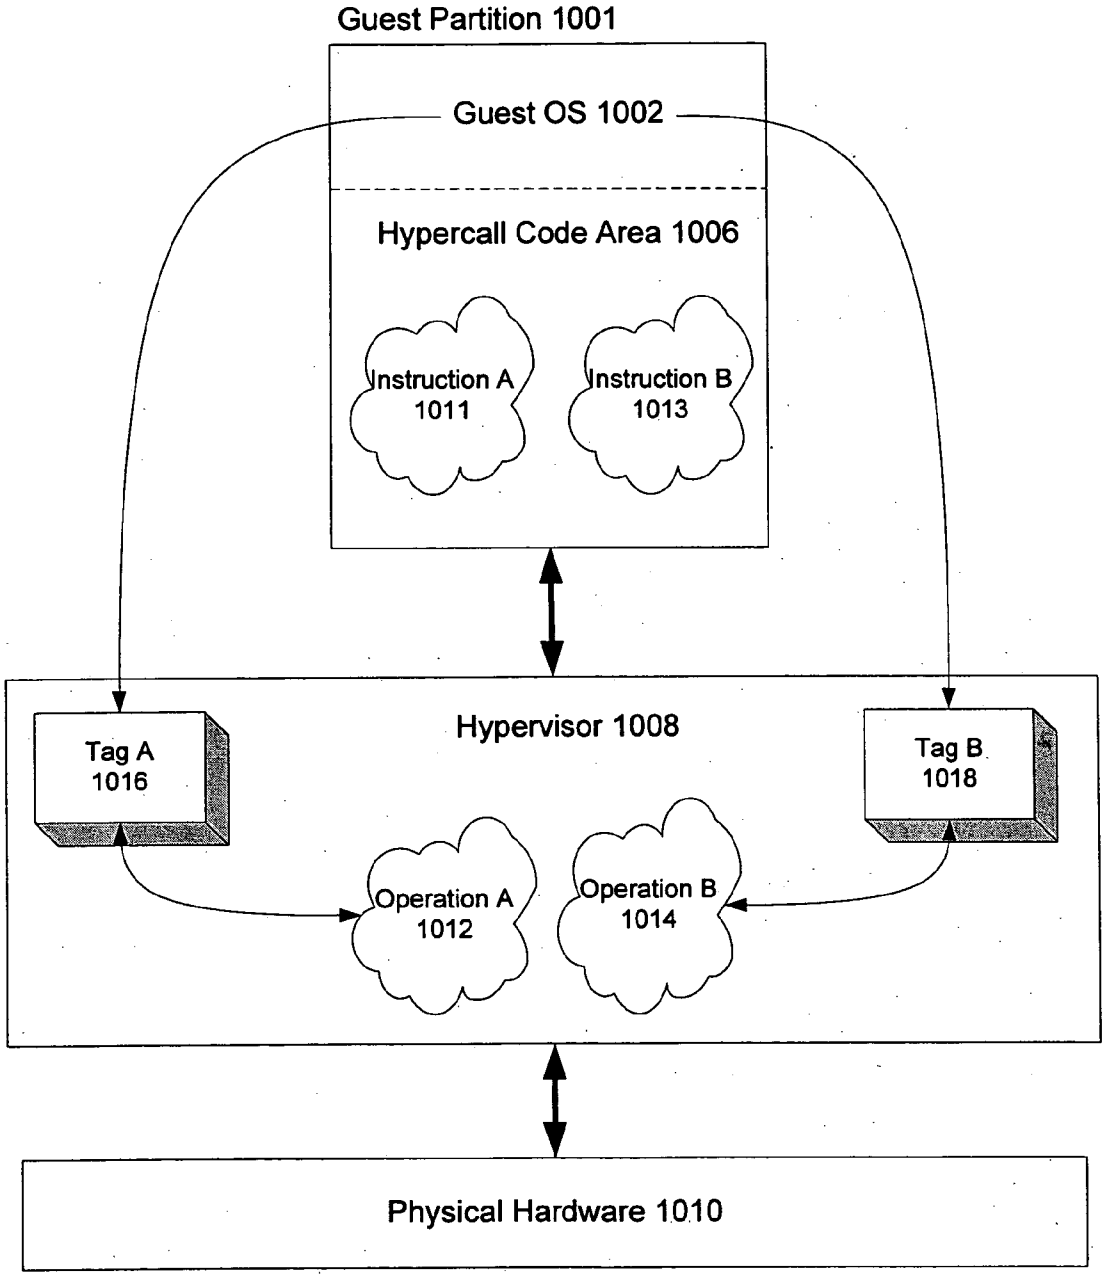 Guest Partition 1001
Guest OS 1002
Hypercall Code Area 1006
Instruction A
1011
Instruction B
1013
Hypervisor 1008
Tag A
1016
Tag B
1018
Operation A
1012
Operation B
1014
Physical Hardware 1010